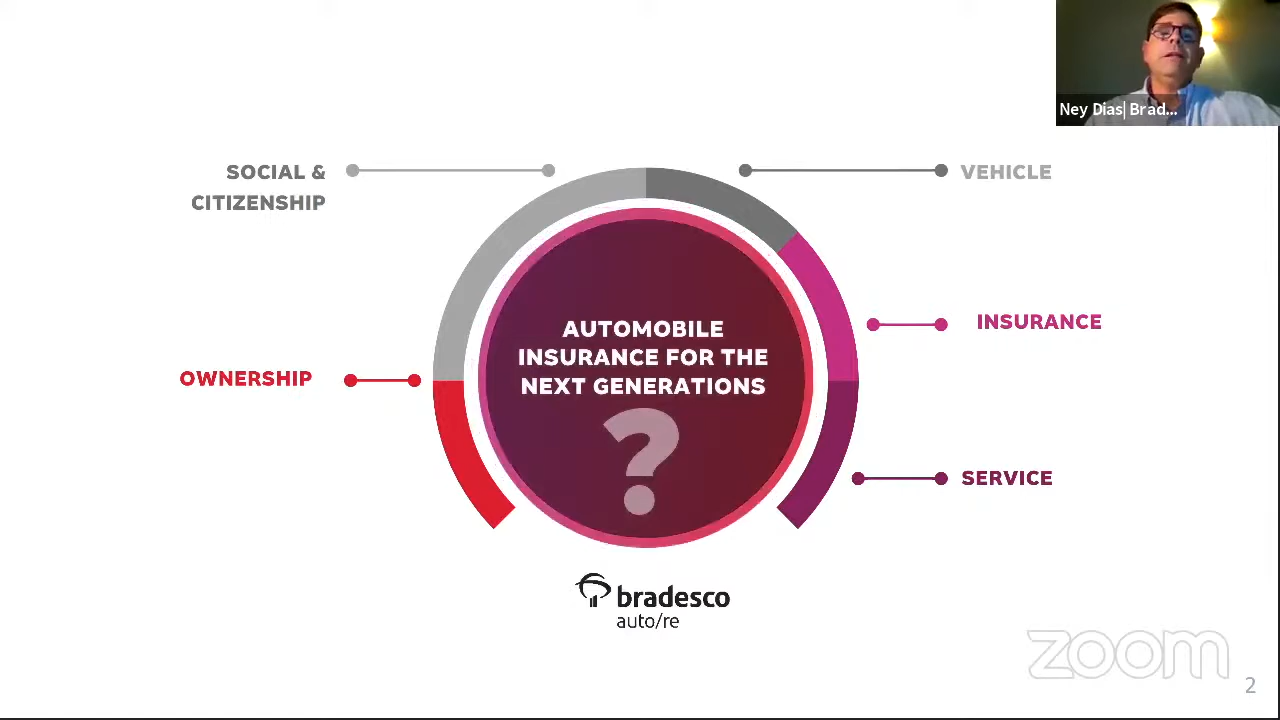 Ney Dias| Brad...
SOCIAL &
CITIZENSHIP
VEHICLE
AUTOMOBILE
INSURANCE FOR THE
NEXT GENERATIONS
?
INSURANCE
OWNERSHIP
SERVICE
bradesco
auto/re
zoom
2